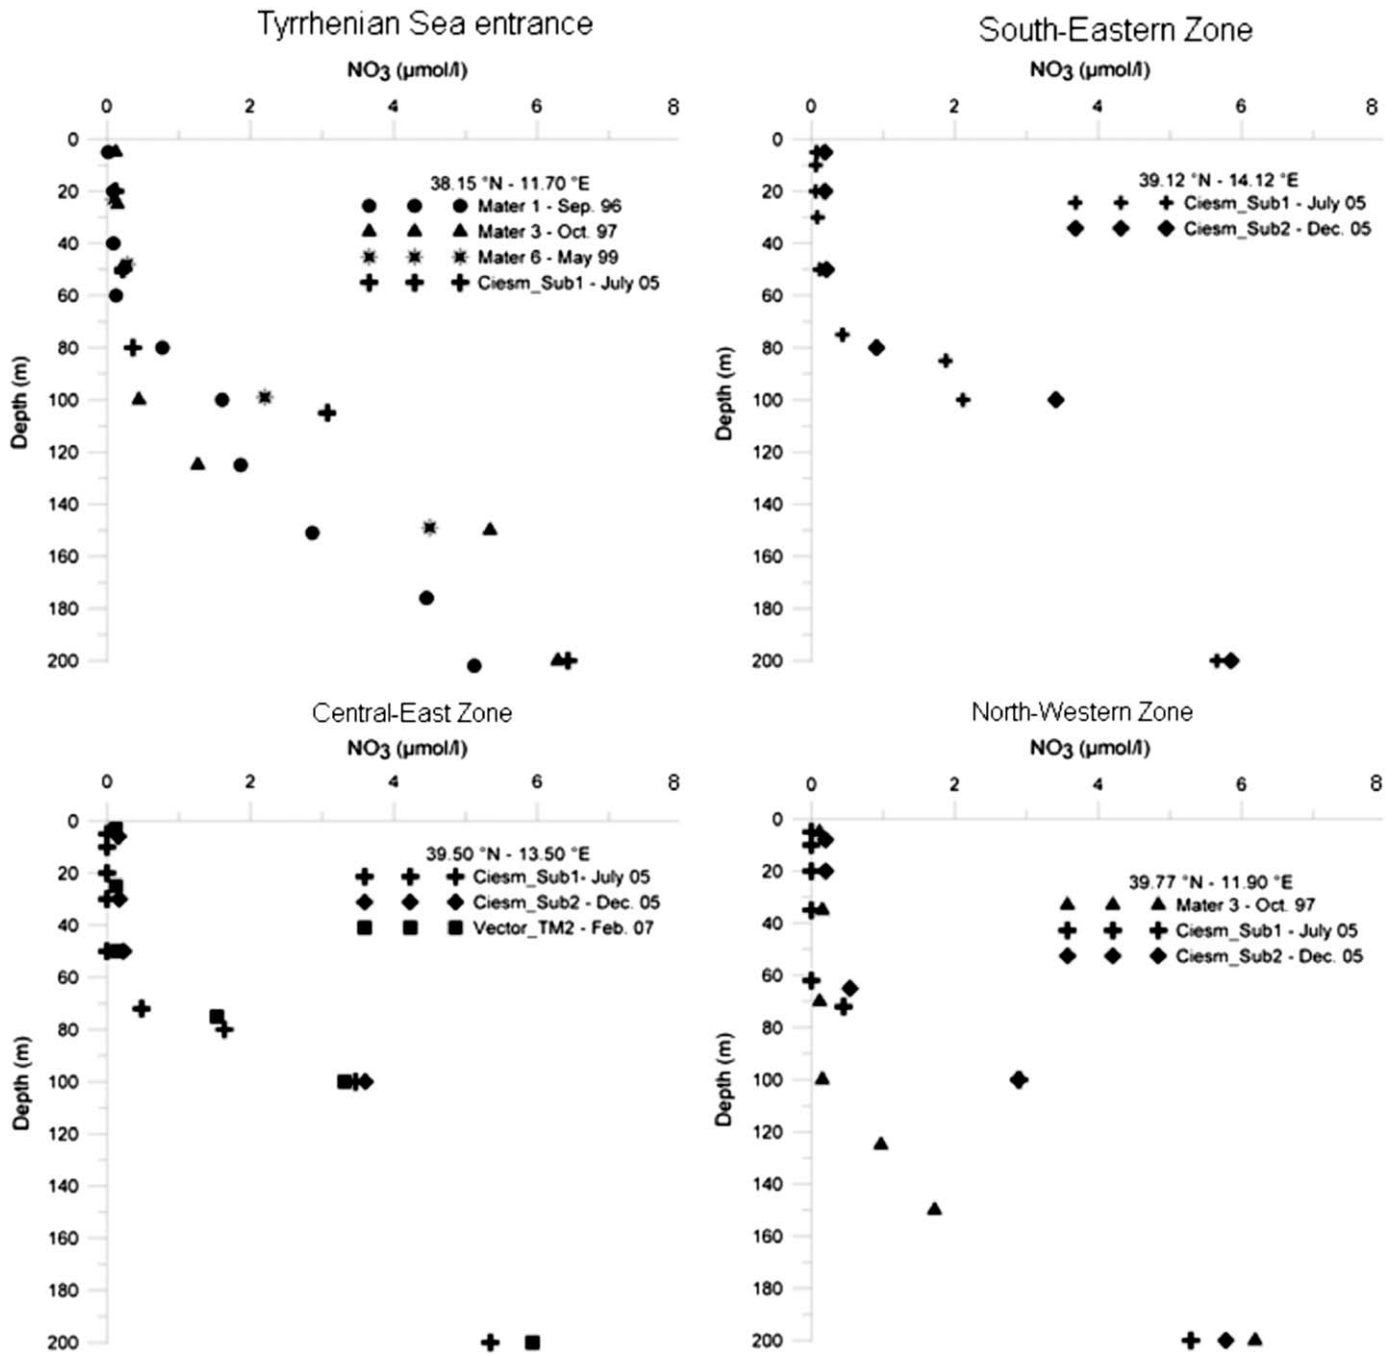 Tyrrhenian Sea entrance
NO3 (µmol/l)
0 2 4 6 8
0
20
40
60
80
100
120
140
160
180
200
Depth (m)
38.15 °N - 11.70 °E
Mater 1 - Sep. 96
Mater 3 - Oct. 97
Mater 6 - May 99
Ciesm_Sub1 - July 05
South-Eastern Zone
NO3 (µmol/l)
0 2 4 6 8
0
20
40
60
80
100
120
140
160
180
200
Depth (m)
39.12 °N - 14.12 °E
Ciesm_Sub1 - July 05
Ciesm_Sub2 - Dec. 05
Central-East Zone
NO3 (µmol/l)
0 2 4 6 8
0
20
40
60
80
100
120
140
160
180
200
Depth (m)
39.50 °N - 13.50 °E
Ciesm_Sub1- July 05
Ciesm_Sub2 - Dec. 05
Vector_TM2 - Feb. 07
North-Western Zone
NO3 (µmol/l)
0 2 4 6 8
0
20
40
60
80
100
120
140
160
180
200
Depth (m)
39.77 °N - 11.90 °E
Mater 3 - Oct. 97
Ciesm_Sub1 - July 05
Ciesm_Sub2 - Dec. 05